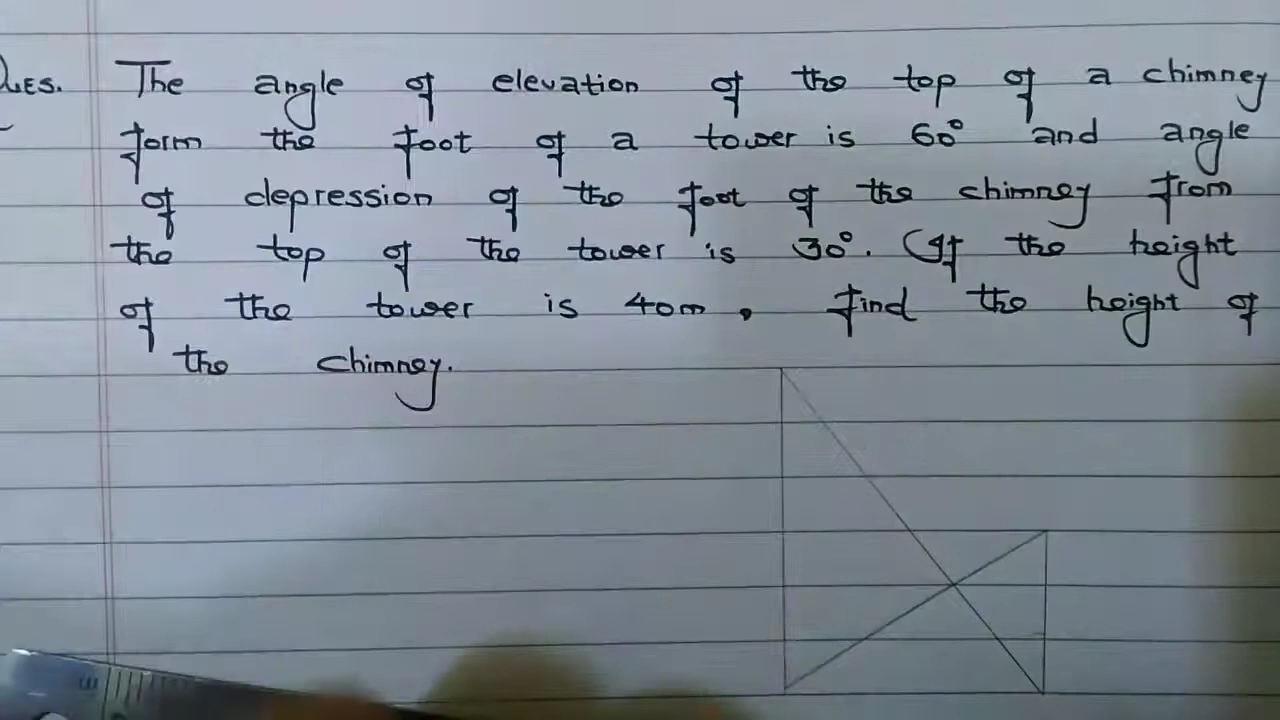 Ques. The angle of elevation of the top of a chimney
form the foot of a tower is 60° and angle
of depression of the foot of the chimney from
the top of the tower is 30°. If the height
of the tower is 40m, find the height of
the chimney.
3